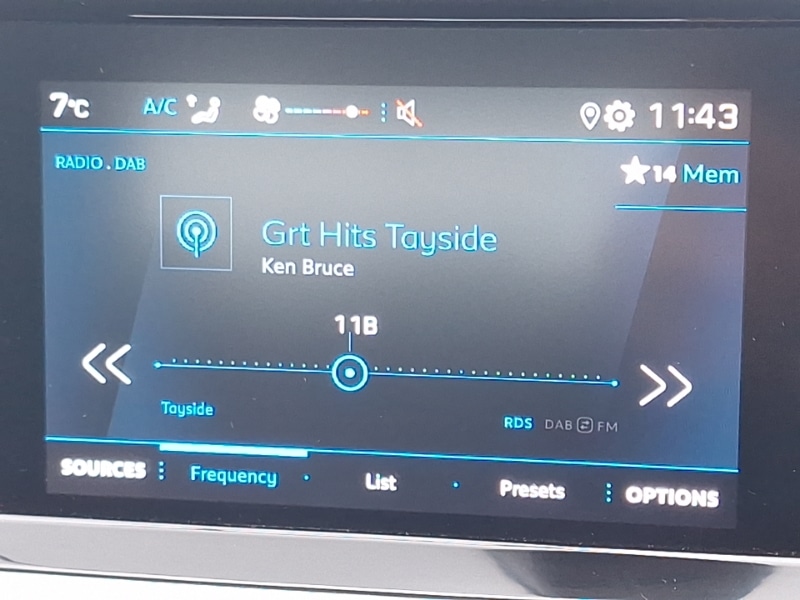 7°C A/C 11:43
RADIO . DAB 14 Mem
Grt Hits Tayside
Ken Bruce
11B
Tayside
RDS DAB FM
SOURCES Frequency List Presets OPTIONS